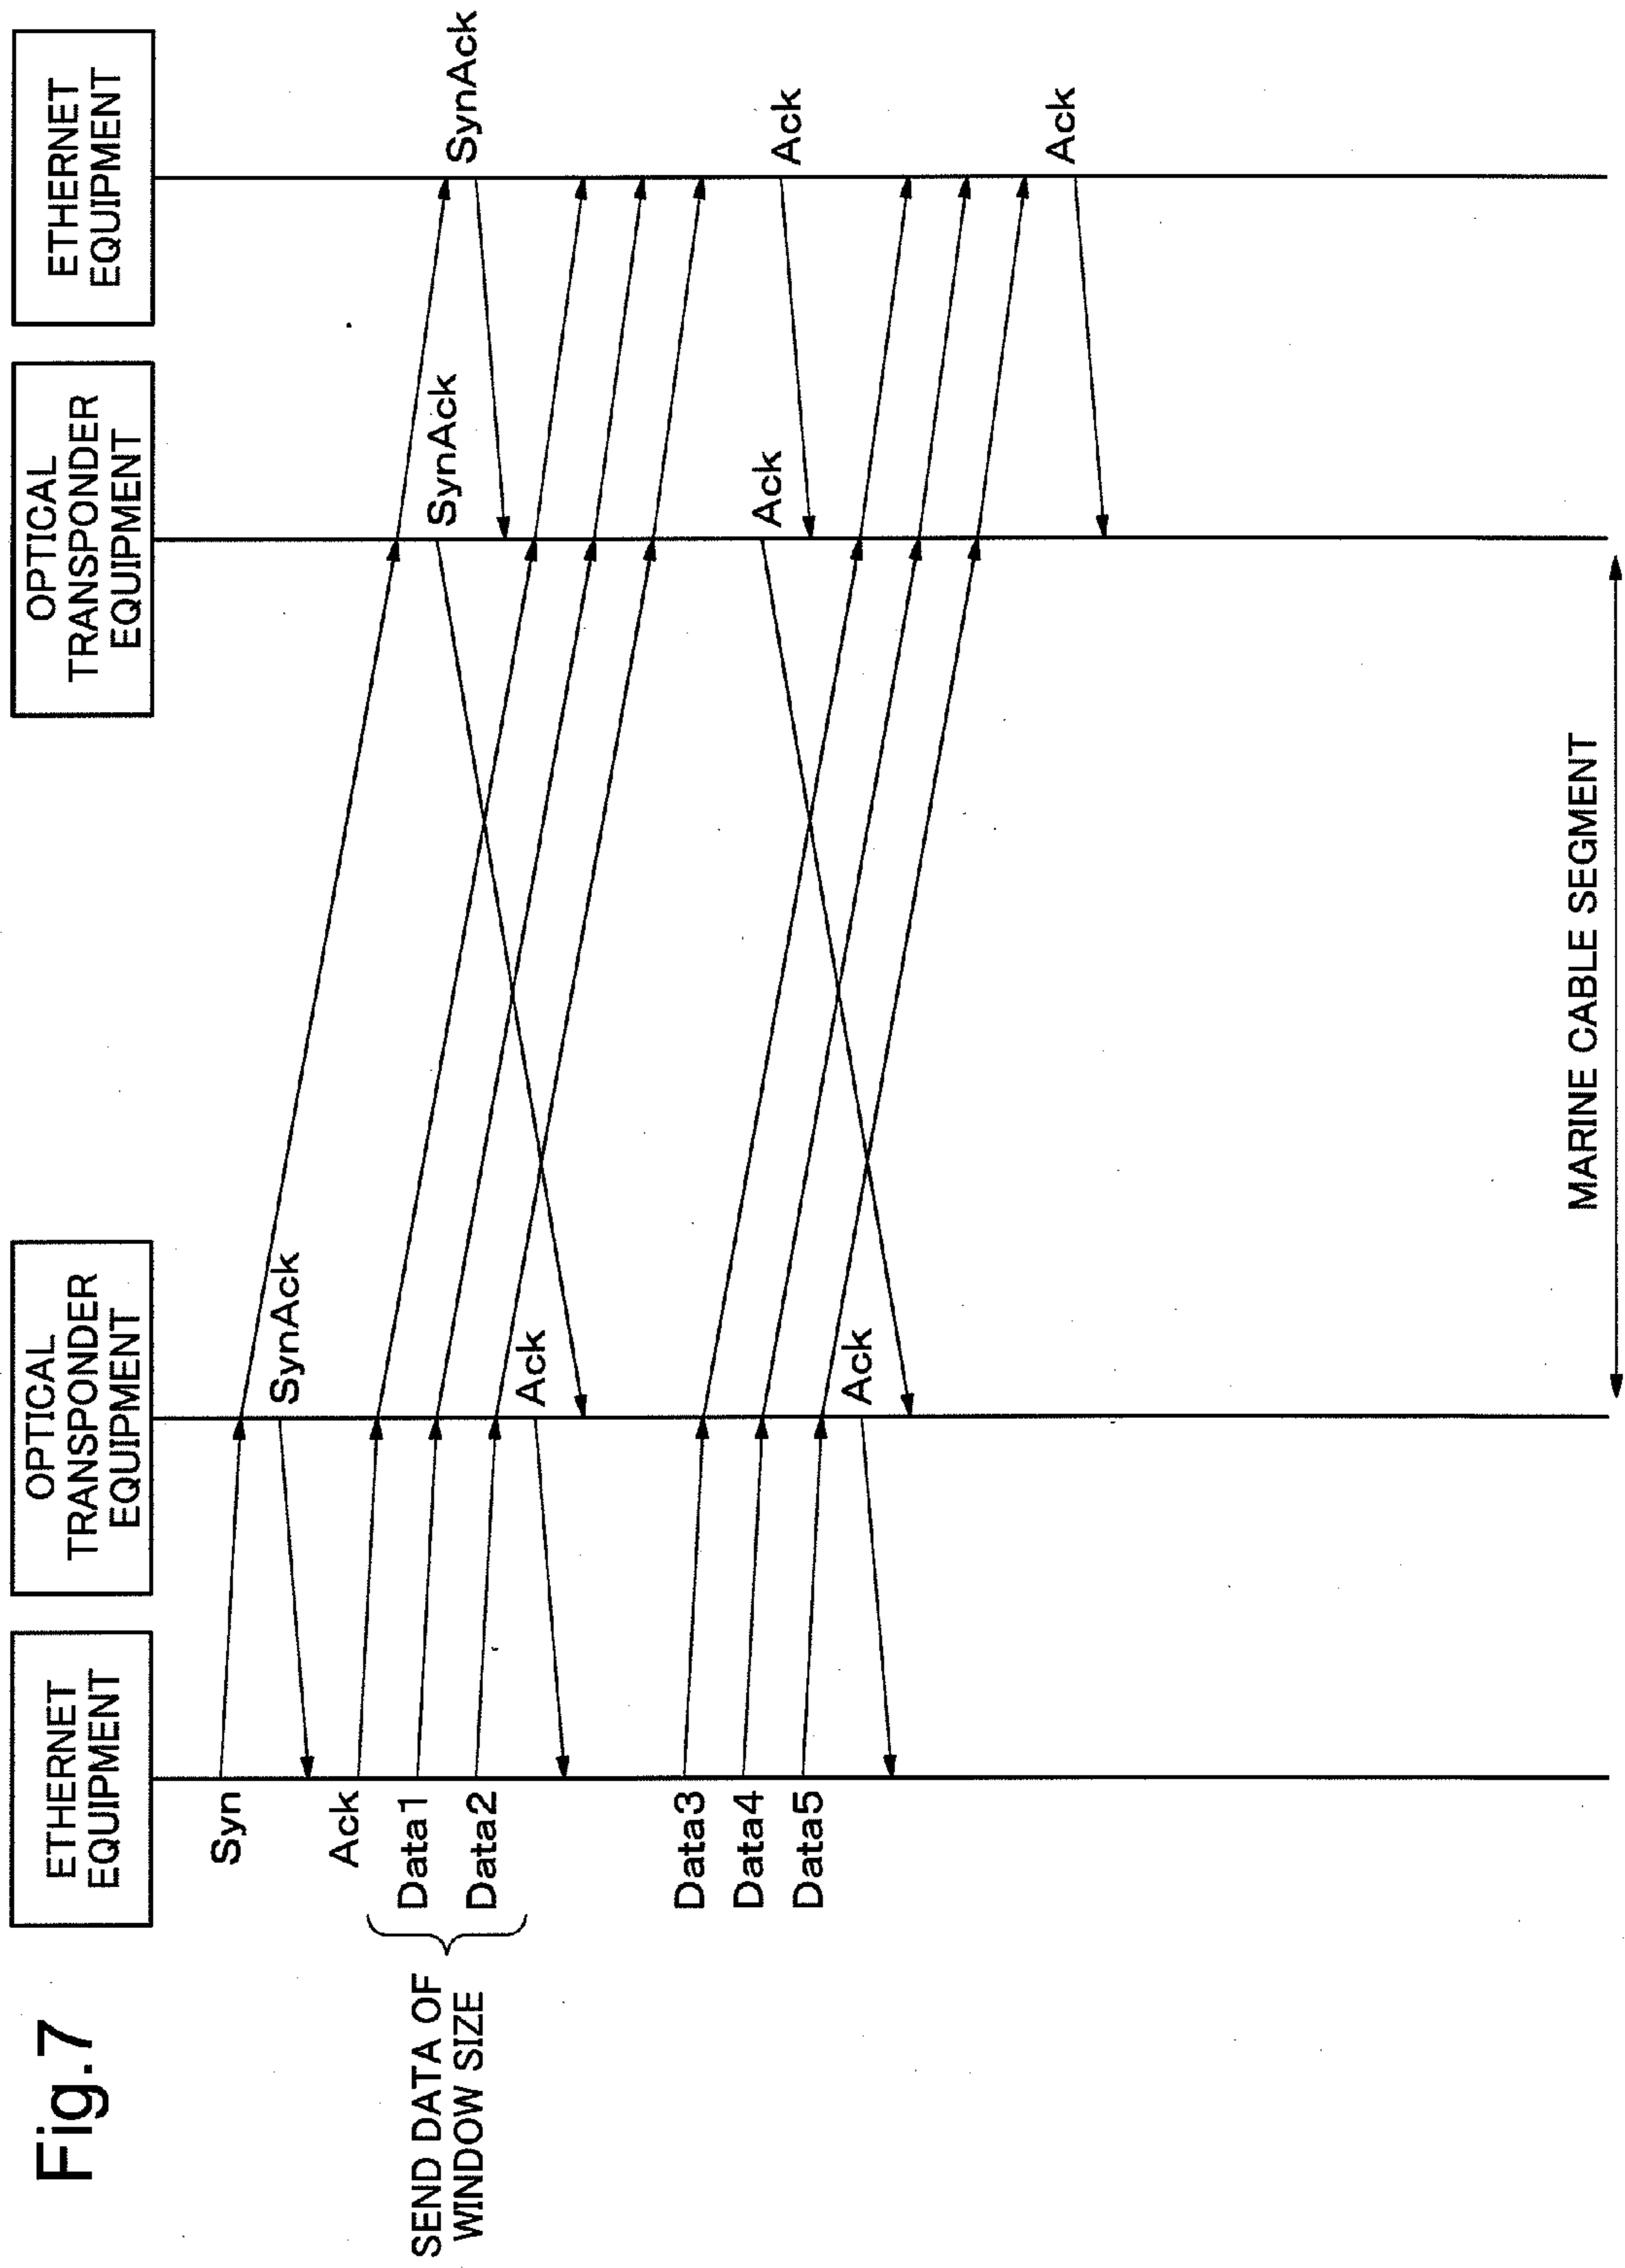 Fig.7
ETHERNET
EQUIPMENT
OPTICAL
TRANSPONDER
EQUIPMENT
OPTICAL
TRANSPONDER
EQUIPMENT
ETHERNET
EQUIPMENT
Syn
SynAck
SynAck
SynAck
Ack
Data1
Data2
SEND DATA OF
WINDOW SIZE
Ack
Ack
Ack
Data3
Data4
Data5
Ack
Ack
MARINE CABLE SEGMENT